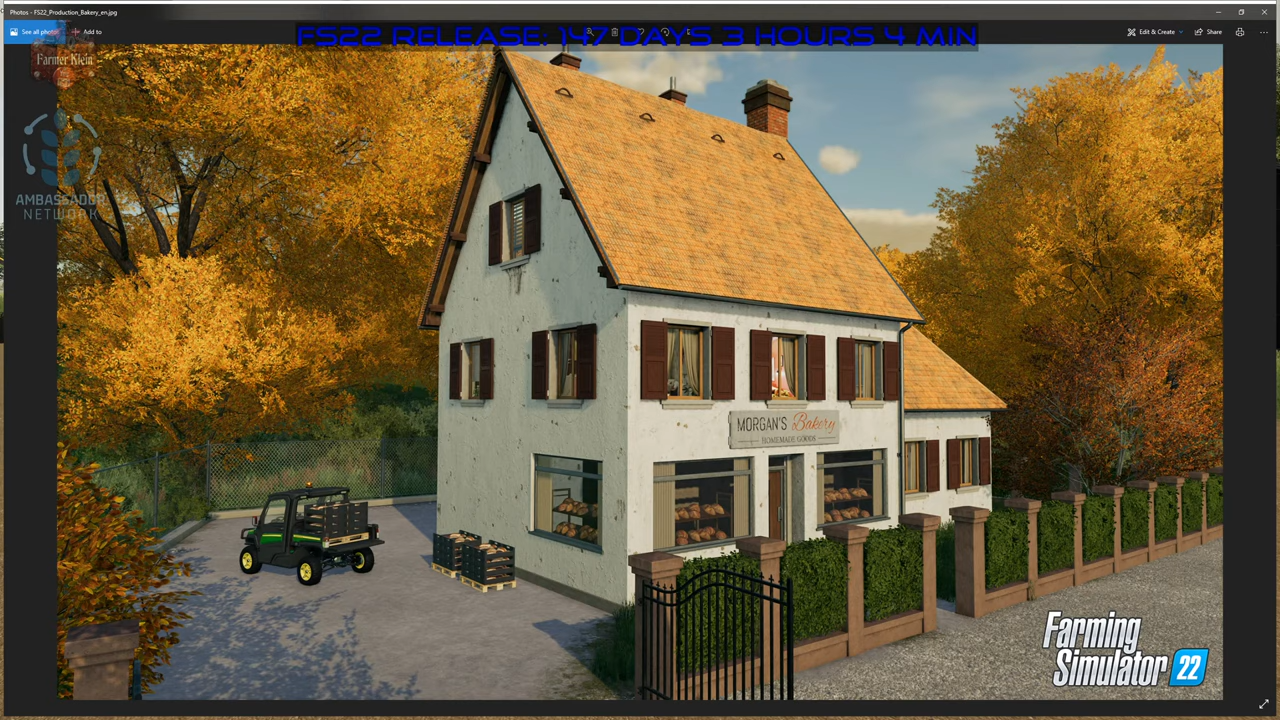 Photos - FS22_Production_Bakery_en.jpg
See all photos
Add to
FS22 RELEASE: 147 DAYS 3 HOURS 4 MIN
Edit & Create
Share
Farmer Klein
AMBASSADOR
NETWORK
MORGAN'S Bakery
HOMEMADE GOODS
Farming
Simulator 22